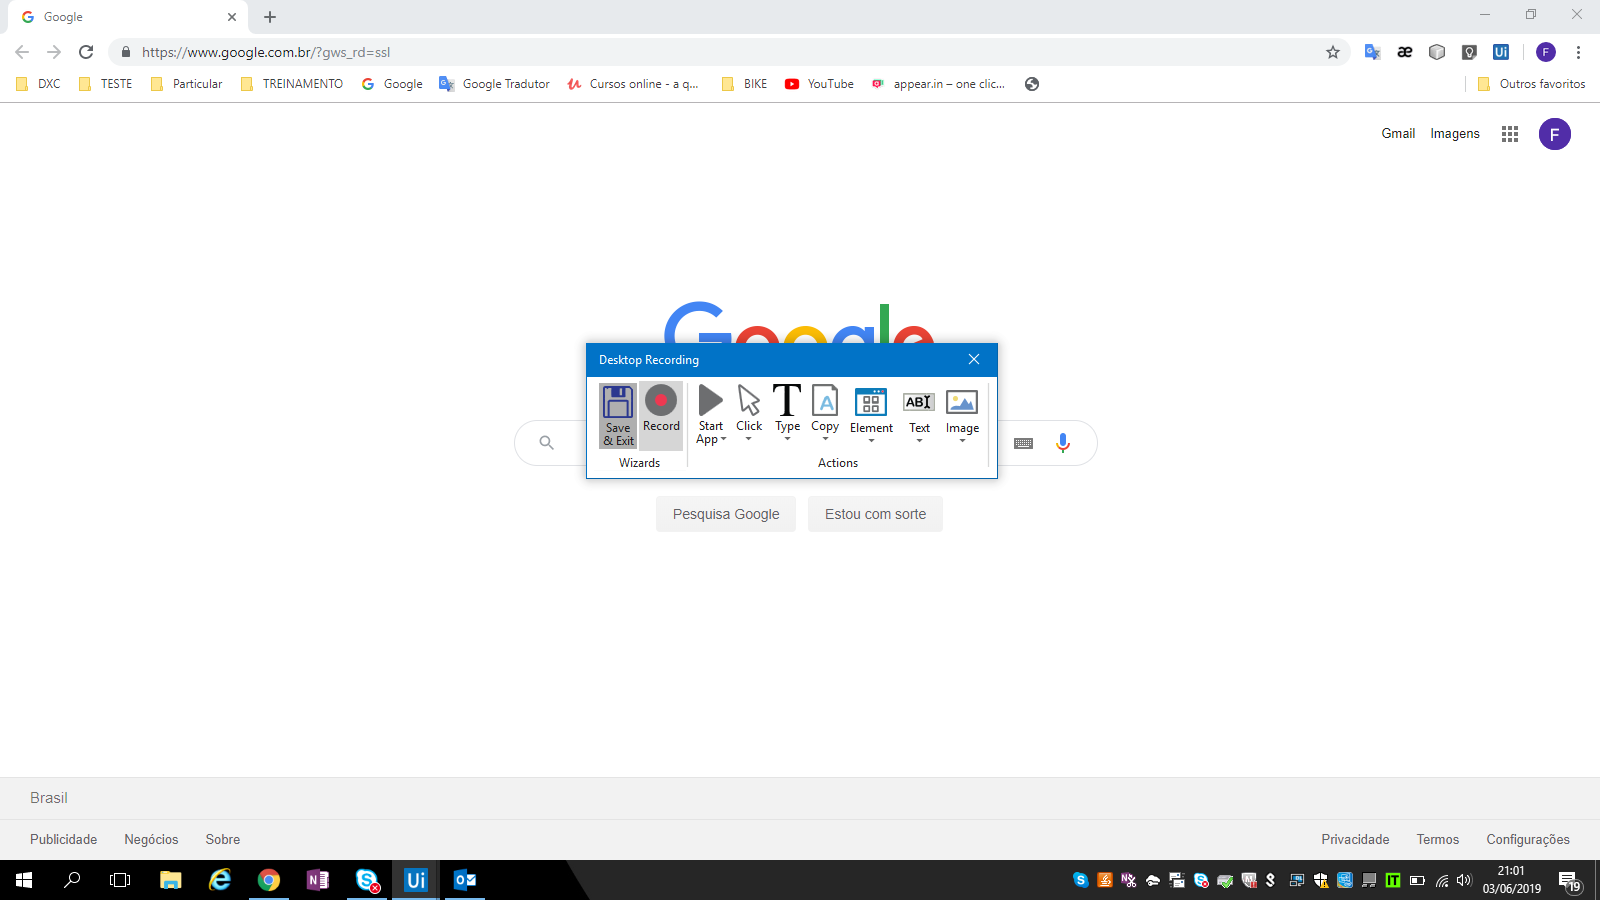 Google
https://www.google.com.br/?gws_rd=ssl
F
DXC TESTE Particular TREINAMENTO Google Google Tradutor Cursos online - a q... BIKE YouTube appear.in – one clic... Outros favoritos
Gmail Imagens F
Google
Desktop Recording
Save & Exit Record Start App Click Type Copy Element Text Image
Wizards Actions
Pesquisa Google Estou com sorte
Brasil
Publicidade Negócios Sobre Privacidade Termos Configurações
21:01
03/06/2019
19